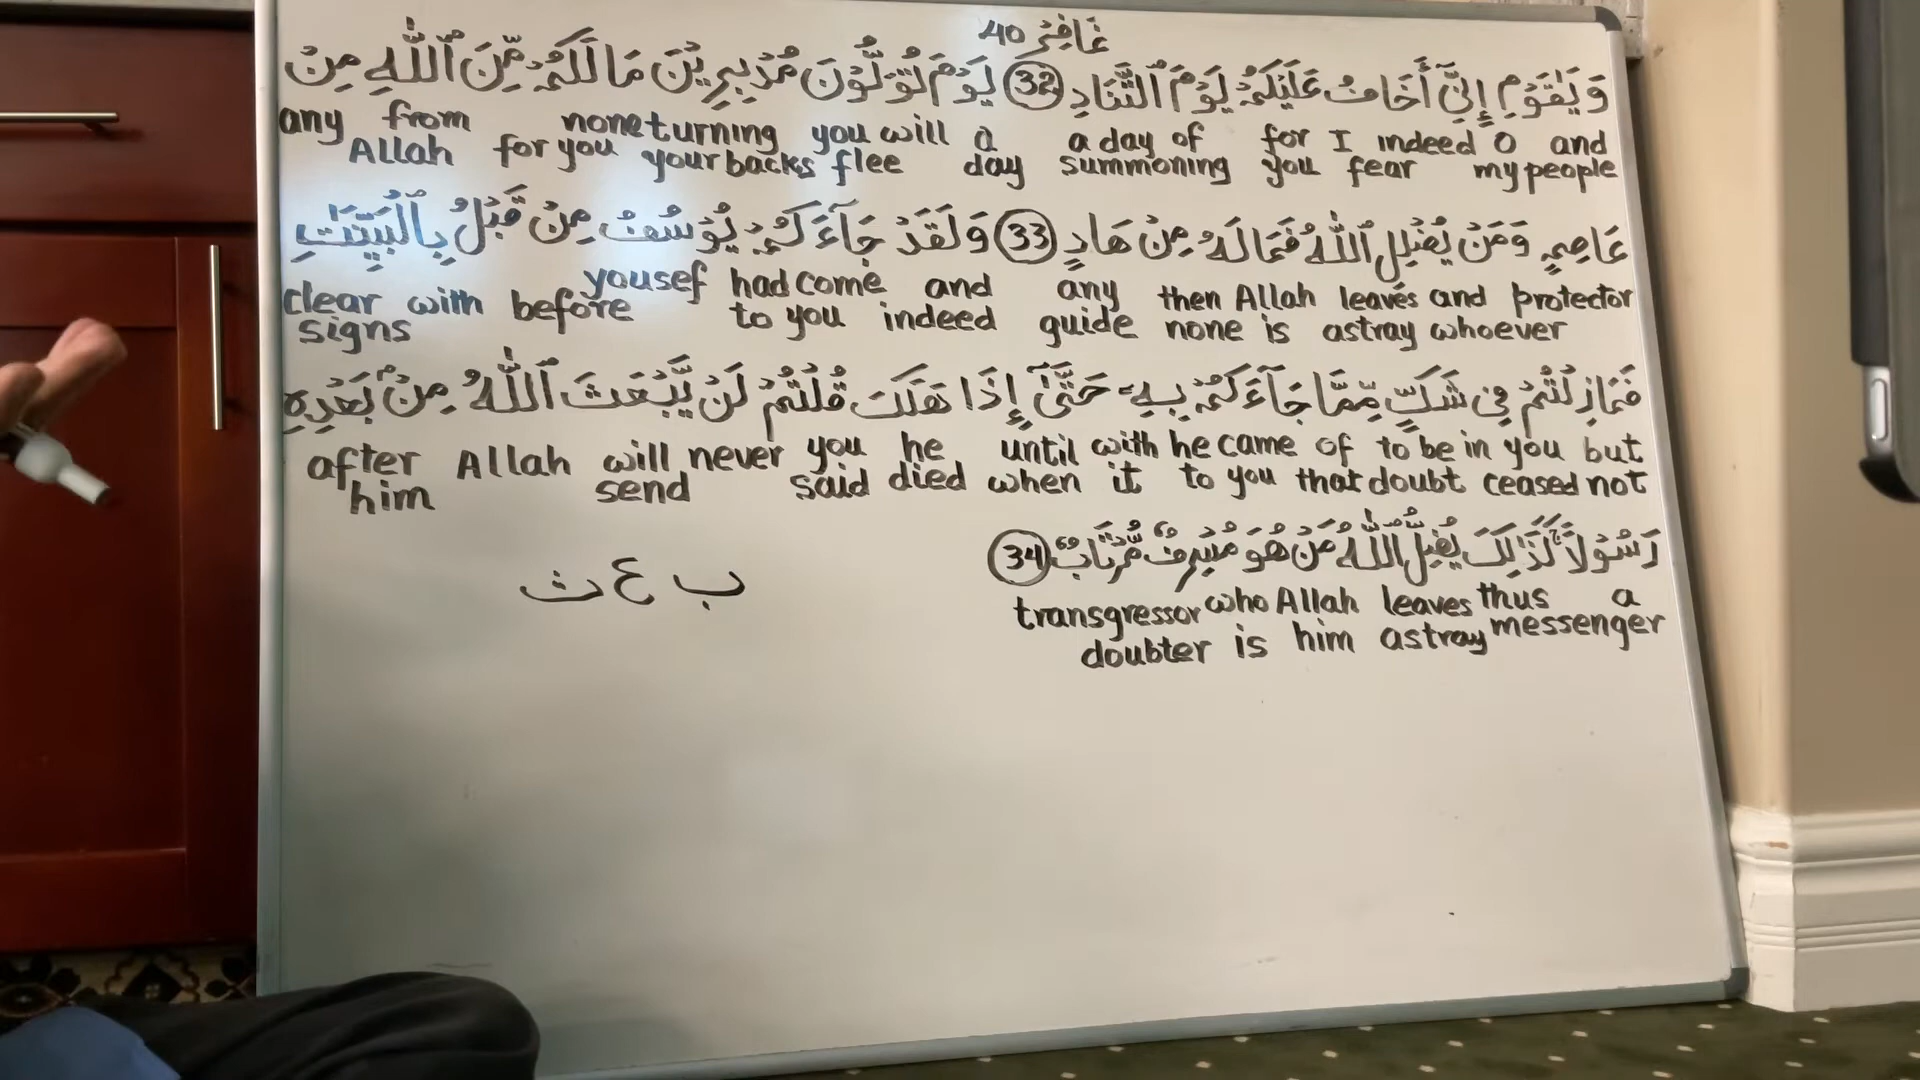 غَافِر 40
وَيَٰقَوْمِ إِنِّيٓ أَخَافُ عَلَيْكُمْ يَوْمَ ٱلتَّنَادِ (32) يَوْمَ تُوَلُّوْنَ مُدْبِرِيْنَ مَا لَكُمْ مِّنَ ٱللَّهِ مِنْ
any from none turning you will a a day of for I indeed O and
Allah for you your backs flee day summoning you fear my people
عَاصِمٍ وَمَنْ يُضْلِلِ ٱللَّهُ فَمَا لَهُ مِنْ هَادٍ (33) وَلَقَدْ جَآءَكُمْ يُوْسُفُ مِنْ قَبْلُ بِٱلْبَيِّنَٰتِ
yousef had come and any then Allah leaves and protector
clear with before to you indeed guide none is astray whoever
signs
فَمَازِلْتُمْ فِي شَكٍّ مِّمَّا جَآءَكُمْ بِهِۦ حَتَّىٰٓ إِذَا هَلَكَ قُلْتُمْ لَنْ يَّبْعَثَ ٱللَّهُ مِنْۢ بَعْدِهِ
after Allah will never you he until with he came of to be in you but
him send said died when it to you that doubt ceased not
رَسُوْلاً كَذَٰلِكَ يُضِلُّ ٱللَّهُ مَنْ هُوَ مُسْرِفٌ مُّرْتَابٌ (34)
ب ع ث
transgressor who Allah leaves thus a
doubter is him astray messenger